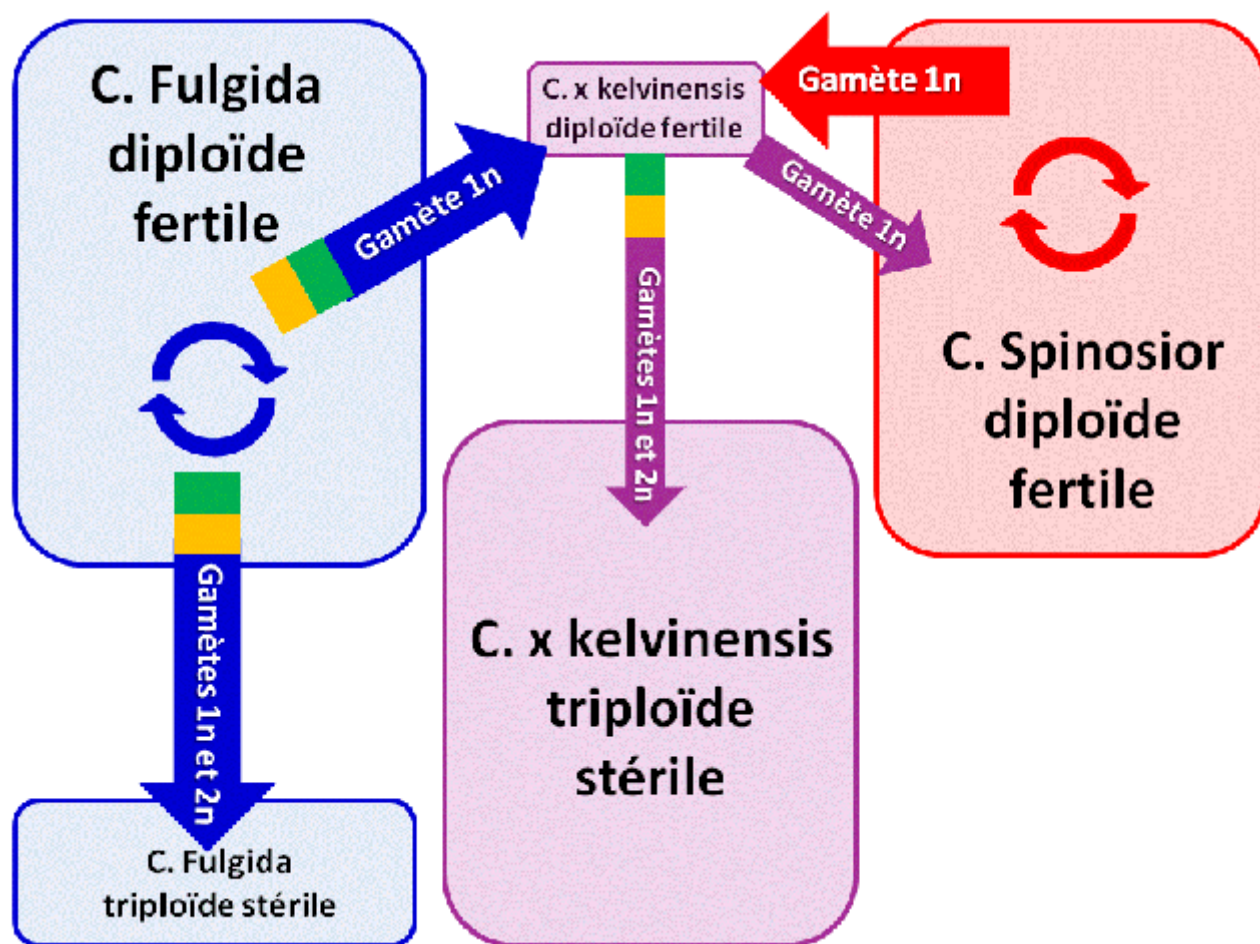 C. Fulgida
diploïde
fertile
Gamète 1n
C. x kelvinensis
diploïde fertile
Gamète 1n
Gamète 1n
C. Spinosior
diploïde
fertile
Gamètes 1n et 2n
C. x kelvinensis
triploïde
stérile
Gamètes 1n et 2n
C. Fulgida
triploïde stérile